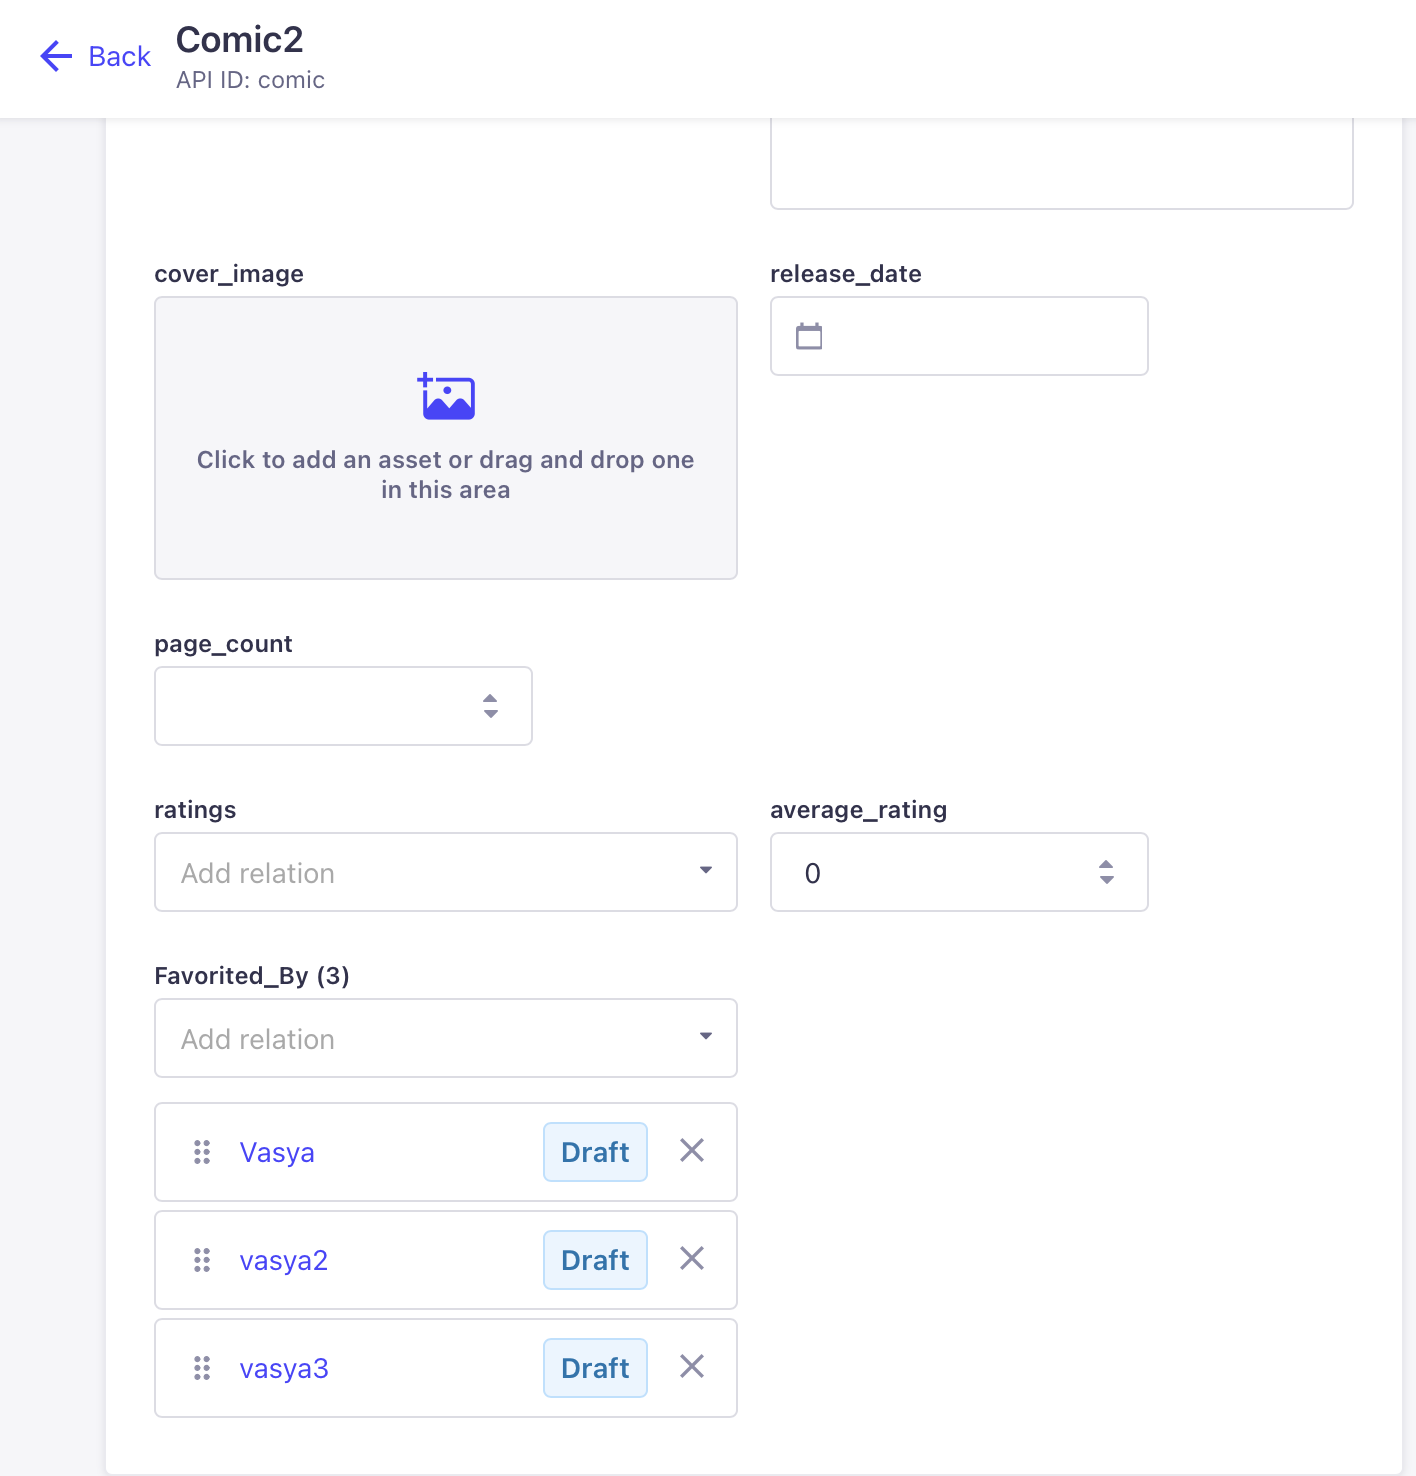 Back
Comic2
API ID: comic
cover_image
release_date
Click to add an asset or drag and drop one
in this area
page_count
ratings
average_rating
Add relation
0
Favorited_By (3)
Add relation
Vasya
Draft
vasya2
Draft
vasya3
Draft